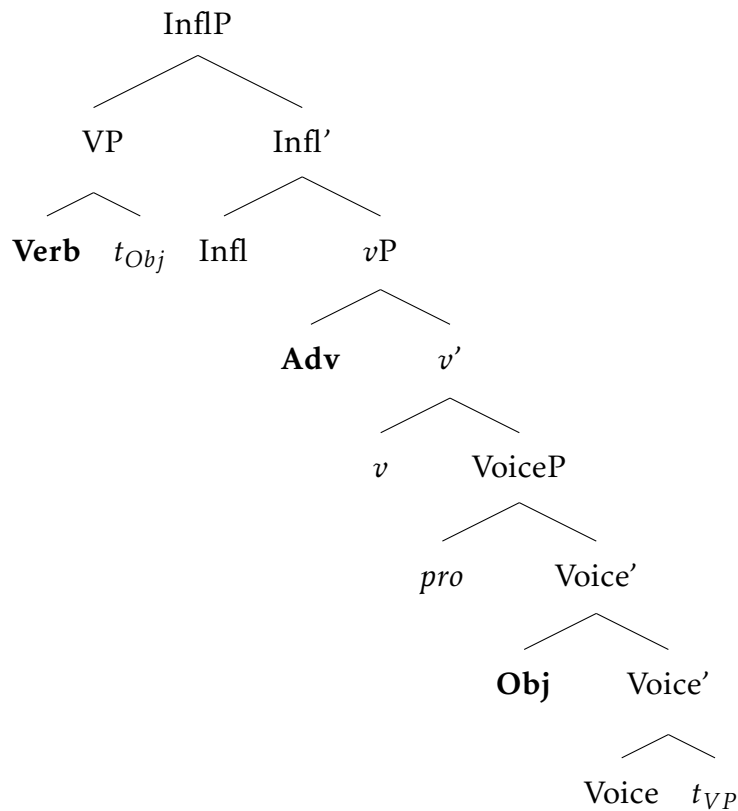 InflP
VP Infl’
Verb t_Obj Infl vP
Adv v’
v VoiceP
pro Voice’
Obj Voice’
Voice t_VP